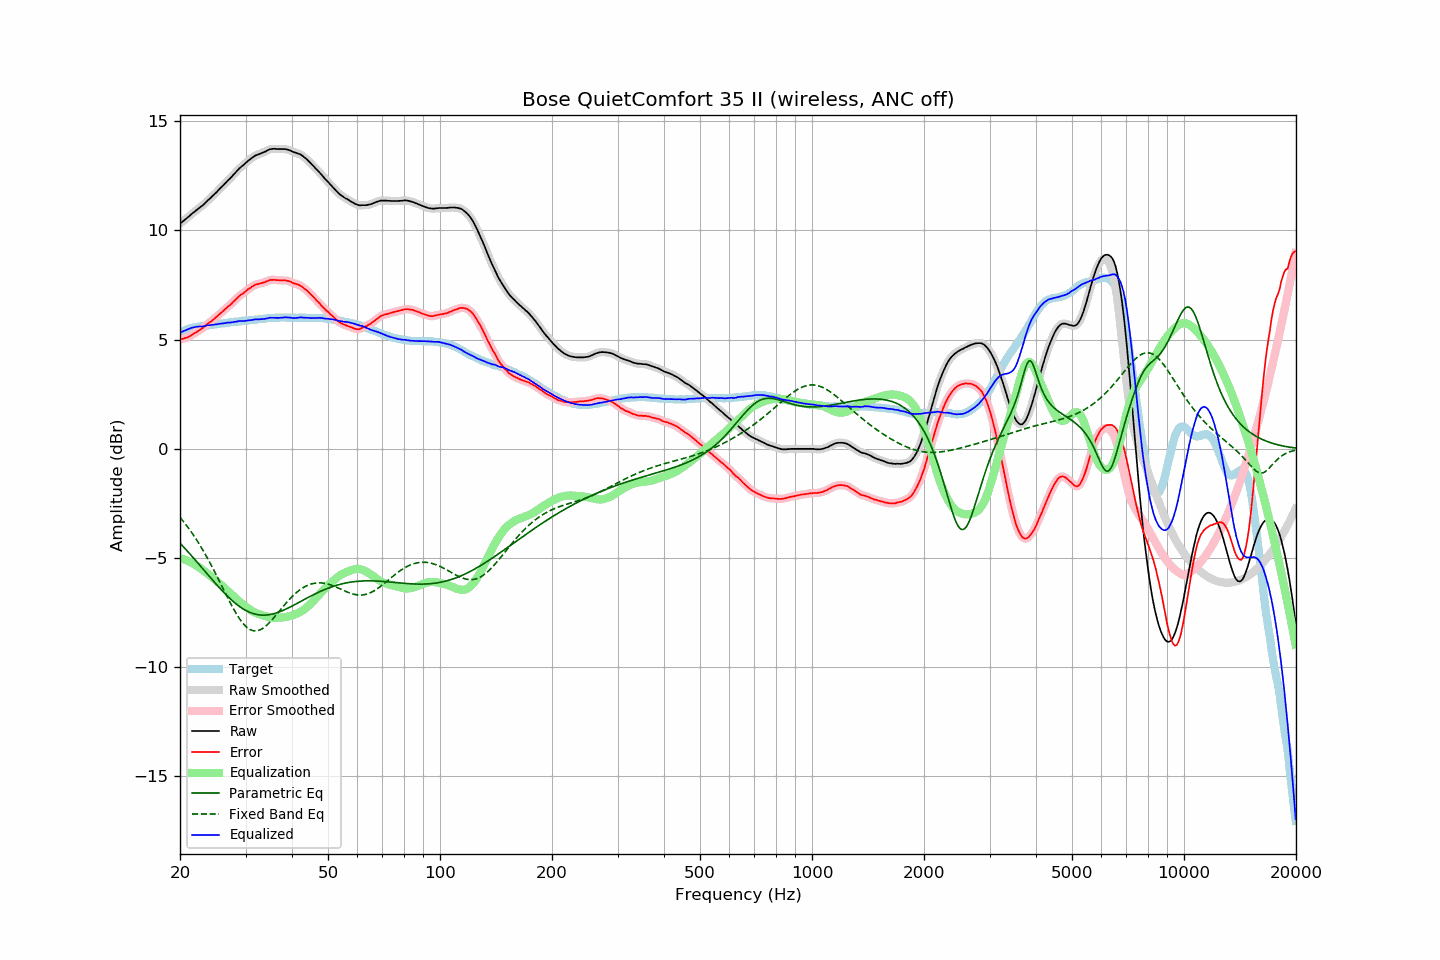 Bose QuietComfort 35 II (wireless, ANC off)
15
10
5
0
−5
−10
−15
Amplitude (dBr)
Target
Raw Smoothed
Error Smoothed
Raw
Error
Equalization
Parametric Eq
Fixed Band Eq
Equalized
20 50 100 200 500 1000 2000 5000 10000 20000
Frequency (Hz)